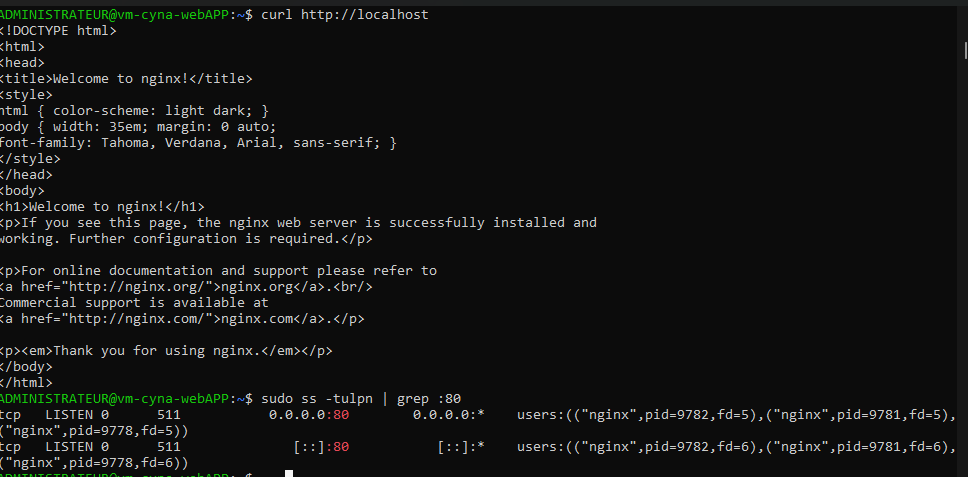 ADMINISTRATEUR@vm-cyna-webAPP:~$ curl http://localhost
<!DOCTYPE html>
<html>
<head>
<title>Welcome to nginx!</title>
<style>
html { color-scheme: light dark; }
body { width: 35em; margin: 0 auto;
font-family: Tahoma, Verdana, Arial, sans-serif; }
</style>
</head>
<body>
<h1>Welcome to nginx!</h1>
<p>If you see this page, the nginx web server is successfully installed and
working. Further configuration is required.</p>
<p>For online documentation and support please refer to
<a href="http://nginx.org/">nginx.org</a>.<br/>
Commercial support is available at
<a href="http://nginx.com/">nginx.com</a>.</p>
<p><em>Thank you for using nginx.</em></p>
</body>
</html>
ADMINISTRATEUR@vm-cyna-webAPP:~$ sudo ss -tulpn | grep :80
tcp   LISTEN 0      511          0.0.0.0:80        0.0.0.0:*    users:(("nginx",pid=9782,fd=5),("nginx",pid=9781,fd=5),
("nginx",pid=9778,fd=5))
tcp   LISTEN 0      511             [::]:80           [::]:*    users:(("nginx",pid=9782,fd=6),("nginx",pid=9781,fd=6),
("nginx",pid=9778,fd=6))
ADMINISTRATEUR@vm-cyna-webAPP:~$